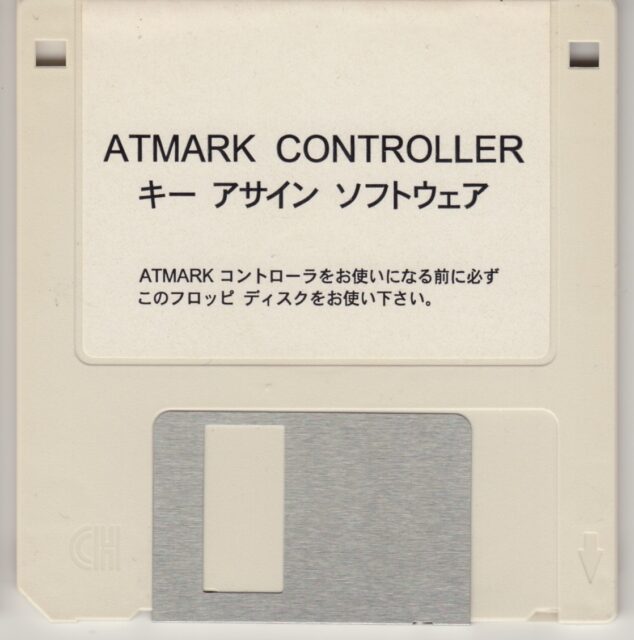 ATMARK CONTROLLER
キー アサイン ソフトウェア
ATMARK コントローラをお使いになる前に必ず
このフロッピ ディスクをお使い下さい。
CH